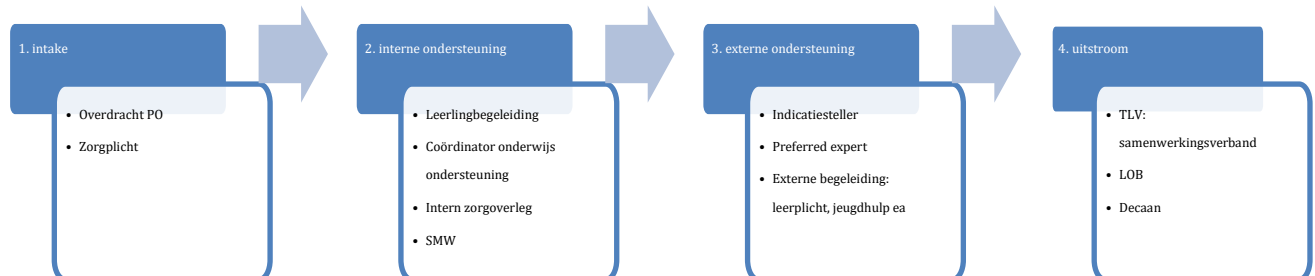 1. intake
• Overdracht PO
• Zorgplicht
2. interne ondersteuning
• Leerlingbegeleiding
• Coördinator onderwijs
ondersteuning
• Intern zorgoverleg
• SMW
3. externe ondersteuning
• Indicatiesteller
• Preferred expert
• Externe begeleiding:
leerplicht, jeugdhulp ea
4. uitstroom
• TLV:
samenwerkingsverband
• LOB
• Decaan